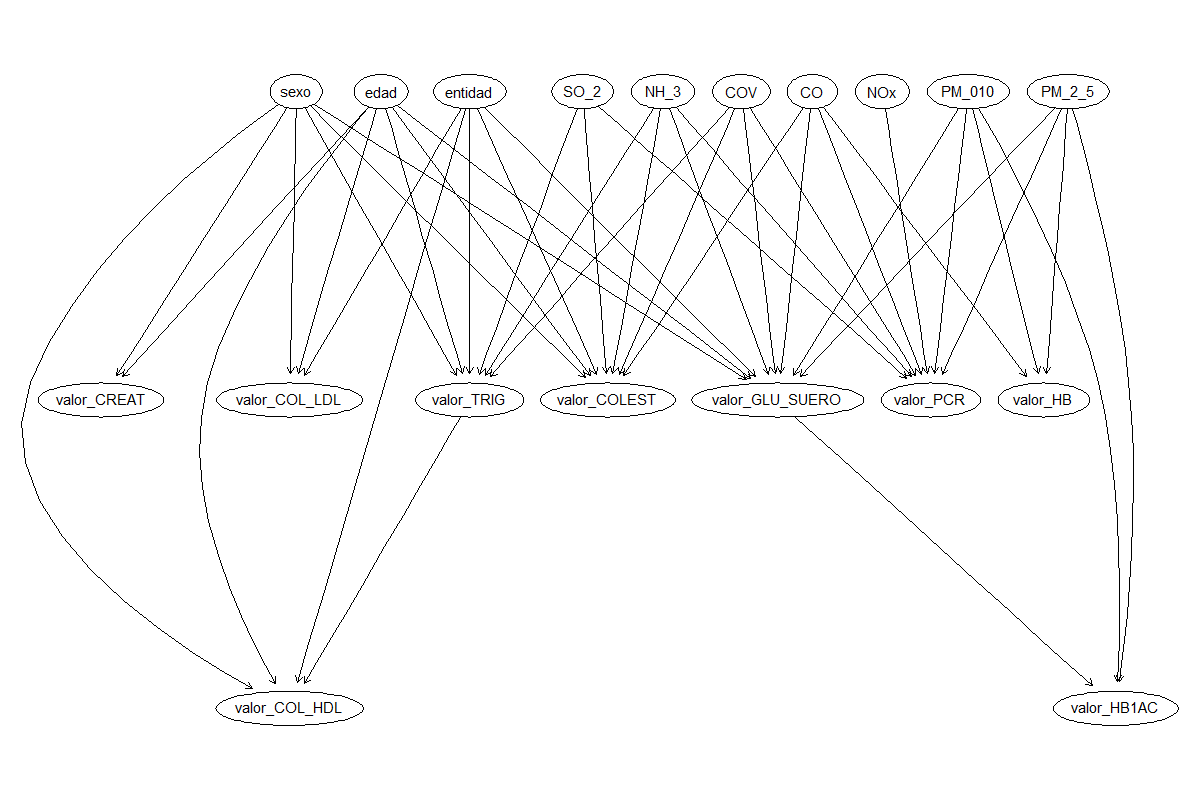 sexo
edad
entidad
SO_2
NH_3
COV
CO
NOx
PM_010
PM_2_5
valor_CREAT
valor_COL_LDL
valor_TRIG
valor_COLEST
valor_GLU_SUERO
valor_PCR
valor_HB
valor_COL_HDL
valor_HB1AC